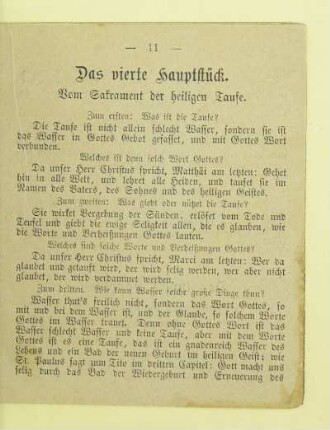 — 11 —
Das vierte Hauptstück.
Vom Sakrament der heiligen Taufe.
Zum ersten: Was ist die Taufe?
Die Taufe ist nicht allein schlecht Wasser, sondern sie ist
das Wasser in Gottes Gebot gefasset, und mit Gottes Wort
verbunden.
Welches ist denn solch Wort Gottes?
Da unser Herr Christus spricht, Matthäi am letzten: Gehet
hin in alle Welt, und lehret alle Heiden, und taufet sie im
Namen des Vaters, des Sohnes und des heiligen Geistes.
Zum zweiten: Was giebt oder nützet die Taufe?
Sie wirket Vergebung der Sünden, erlöset vom Tode und
Teufel und giebt die ewige Seligkeit allen, die es glauben, wie
die Worte und Verheißungen Gottes lauten.
Welches sind solche Worte und Verheißungen Gottes?
Da unser Herr Christus spricht, Marci am letzten: Wer da
glaubet und getauft wird, der wird selig werden, wer aber nicht
glaubet, der wird verdammet werden.
Zum dritten. Wie kann Wasser solche große Dinge thun?
Wasser thut's freilich nicht, sondern das Wort Gottes, so
mit und bei dem Wasser ist, und der Glaube, so solchem Worte
Gottes im Wasser trauet. Denn ohne Gottes Wort ist das
Wasser schlecht Wasser und keine Taufe, aber mit dem Worte
Gottes ist es eine Taufe, das ist ein gnadenreich Wasser des
Lebens und ein Bad der neuen Geburt im heiligen Geist; wie
St. Paulus sagt zum Tito im dritten Capitel: Gott macht uns
selig durch das Bad der Wiedergeburt und Erneuerung des